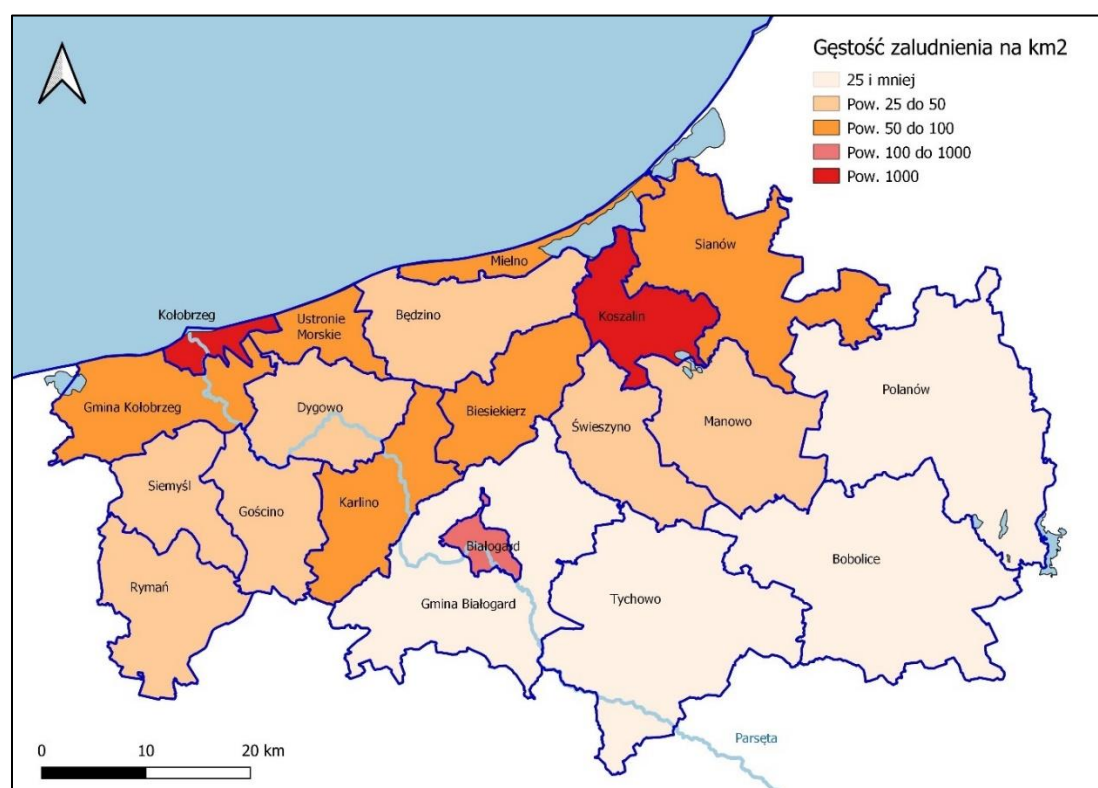 Gęstość zaludnienia na km2
25 i mniej
Pow. 25 do 50
Pow. 50 do 100
Pow. 100 do 1000
Pow. 1000
Sianów
Mielno
Kołobrzeg
Ustronie
Morskie
Będzino
Koszalin
Polanów
Gmina Kołobrzeg
Dygowo
Biesiekierz
Świeszyno
Manowo
Siemyśl
Gościno
Karlino
Białogard
Bobolice
Rymań
Gmina Białogard
Tychowo
Parsęta
0 10 20 km